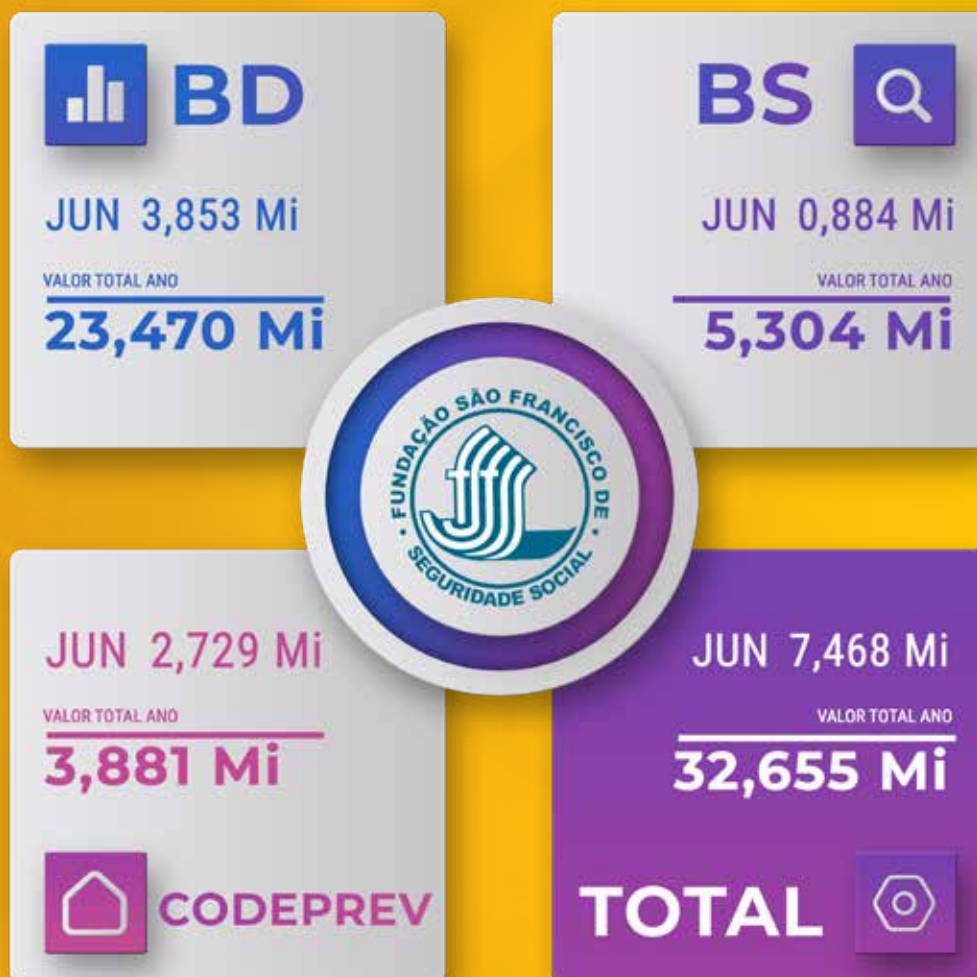 BD
JUN 3,853 Mi
VALOR TOTAL ANO
23,470 Mi
BS
JUN 0,884 Mi
VALOR TOTAL ANO
5,304 Mi
FUNDAÇÃO SÃO FRANCISCO DE
SEGURIDADE SOCIAL
JUN 2,729 Mi
VALOR TOTAL ANO
3,881 Mi
CODEPREV
JUN 7,468 Mi
VALOR TOTAL ANO
32,655 Mi
TOTAL